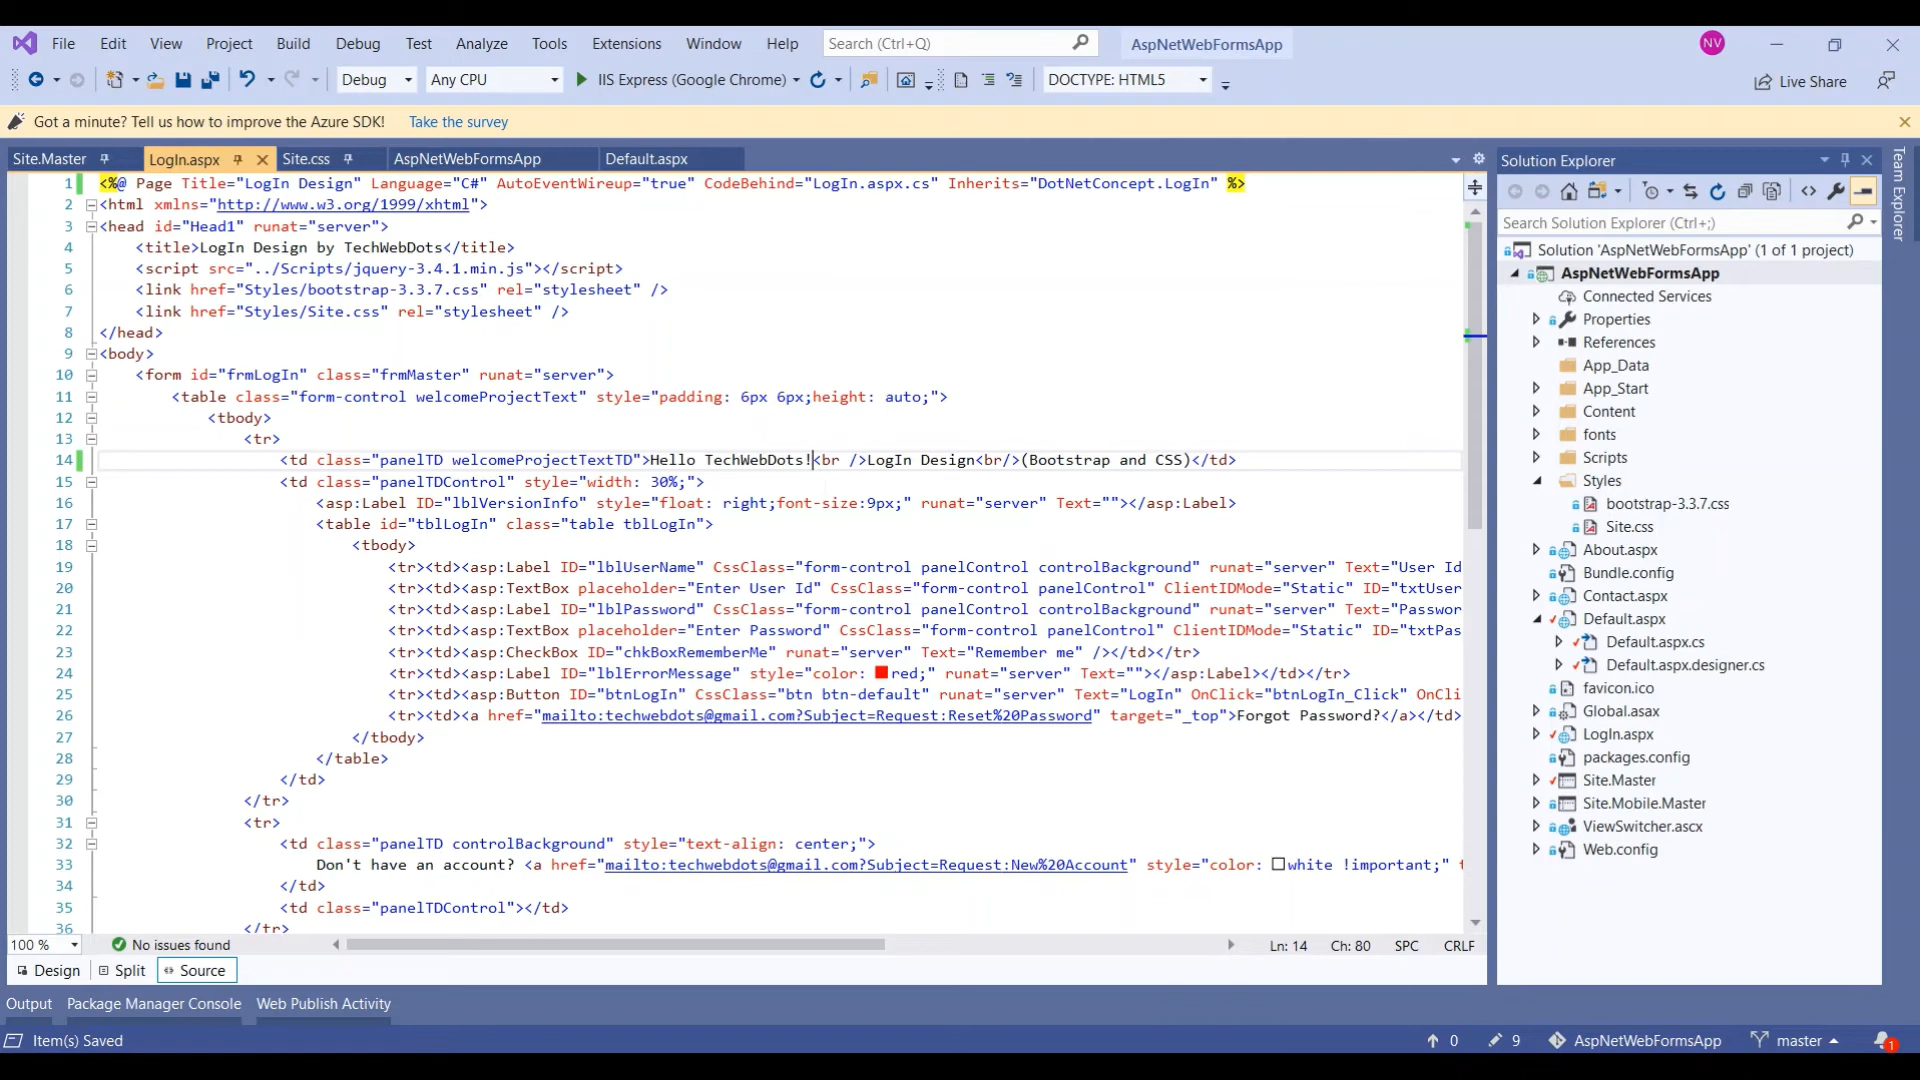 File Edit View Project Build Debug Test Analyze Tools Extensions Window Help Search (Ctrl+Q) AspNetWebFormsApp NV
Debug Any CPU IIS Express (Google Chrome) DOCTYPE: HTML5 Live Share
Got a minute? Tell us how to improve the Azure SDK! Take the survey
Site.Master LogIn.aspx Site.css AspNetWebFormsApp Default.aspx
1 <%@ Page Title="LogIn Design" Language="C#" AutoEventWireup="true" CodeBehind="LogIn.aspx.cs" Inherits="DotNetConcept.LogIn" %>
2 <html xmlns="http://www.w3.org/1999/xhtml">
3 <head id="Head1" runat="server">
4 <title>LogIn Design by TechWebDots</title>
5 <script src="../Scripts/jquery-3.4.1.min.js"></script>
6 <link href="Styles/bootstrap-3.3.7.css" rel="stylesheet" />
7 <link href="Styles/Site.css" rel="stylesheet" />
8 </head>
9 <body>
10 <form id="frmLogIn" class="frmMaster" runat="server">
11 <table class="form-control welcomeProjectText" style="padding: 6px 6px;height: auto;">
12 <tbody>
13 <tr>
14 <td class="panelTD welcomeProjectTextTD">Hello TechWebDots!<br />LogIn Design<br/>(Bootstrap and CSS)</td>
15 <td class="panelTDControl" style="width: 30%;">
16 <asp:Label ID="lblVersionInfo" style="float: right;font-size:9px;" runat="server" Text=""></asp:Label>
17 <table id="tblLogIn" class="table tblLogIn">
18 <tbody>
19 <tr><td><asp:Label ID="lblUserName" CssClass="form-control panelControl controlBackground" runat="server" Text="User Id
20 <tr><td><asp:TextBox placeholder="Enter User Id" CssClass="form-control panelControl" ClientIDMode="Static" ID="txtUser
21 <tr><td><asp:Label ID="lblPassword" CssClass="form-control panelControl controlBackground" runat="server" Text="Passwor
22 <tr><td><asp:TextBox placeholder="Enter Password" CssClass="form-control panelControl" ClientIDMode="Static" ID="txtPas
23 <tr><td><asp:CheckBox ID="chkBoxRememberMe" runat="server" Text="Remember me" /></td></tr>
24 <tr><td><asp:Label ID="lblErrorMessage" style="color: red;" runat="server" Text=""></asp:Label></td></tr>
25 <tr><td><asp:Button ID="btnLogIn" CssClass="btn btn-default" runat="server" Text="LogIn" OnClick="btnLogIn_Click" OnCli
26 <tr><td><a href="mailto:techwebdots@gmail.com?Subject=Request:Reset%20Password" target="_top">Forgot Password?</a></td>
27 </tbody>
28 </table>
29 </td>
30 </tr>
31 <tr>
32 <td class="panelTD controlBackground" style="text-align: center;">
33 Don't have an account? <a href="mailto:techwebdots@gmail.com?Subject=Request:New%20Account" style="color: white !important;" t
34 </td>
35 <td class="panelTDControl"></td>
36 </tr>
100 % No issues found Ln: 14 Ch: 80 SPC CRLF
Design Split Source
Solution Explorer
Search Solution Explorer (Ctrl+;)
Solution 'AspNetWebFormsApp' (1 of 1 project)
AspNetWebFormsApp
Connected Services
Properties
References
App_Data
App_Start
Content
fonts
Scripts
Styles
bootstrap-3.3.7.css
Site.css
About.aspx
Bundle.config
Contact.aspx
Default.aspx
Default.aspx.cs
Default.aspx.designer.cs
favicon.ico
Global.asax
LogIn.aspx
packages.config
Site.Master
Site.Mobile.Master
ViewSwitcher.ascx
Web.config
Team Explorer
Output Package Manager Console Web Publish Activity
Item(s) Saved 0 9 AspNetWebFormsApp master 1